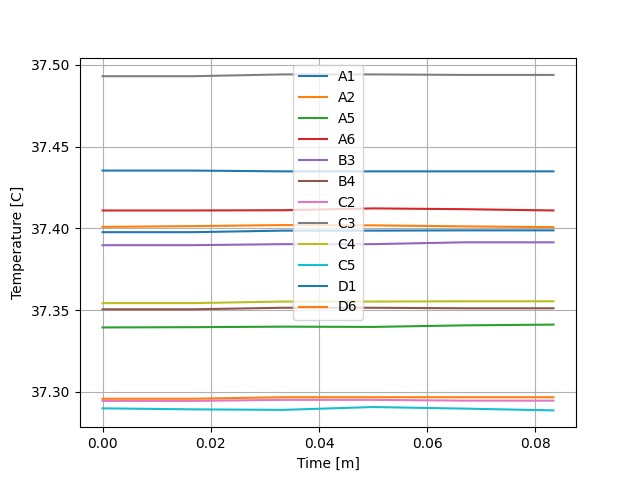 37.50
37.45
37.40
37.35
37.30
Temperature [C]
A1
A2
A5
A6
B3
B4
C2
C3
C4
C5
D1
D6
0.00 0.02 0.04 0.06 0.08
Time [m]